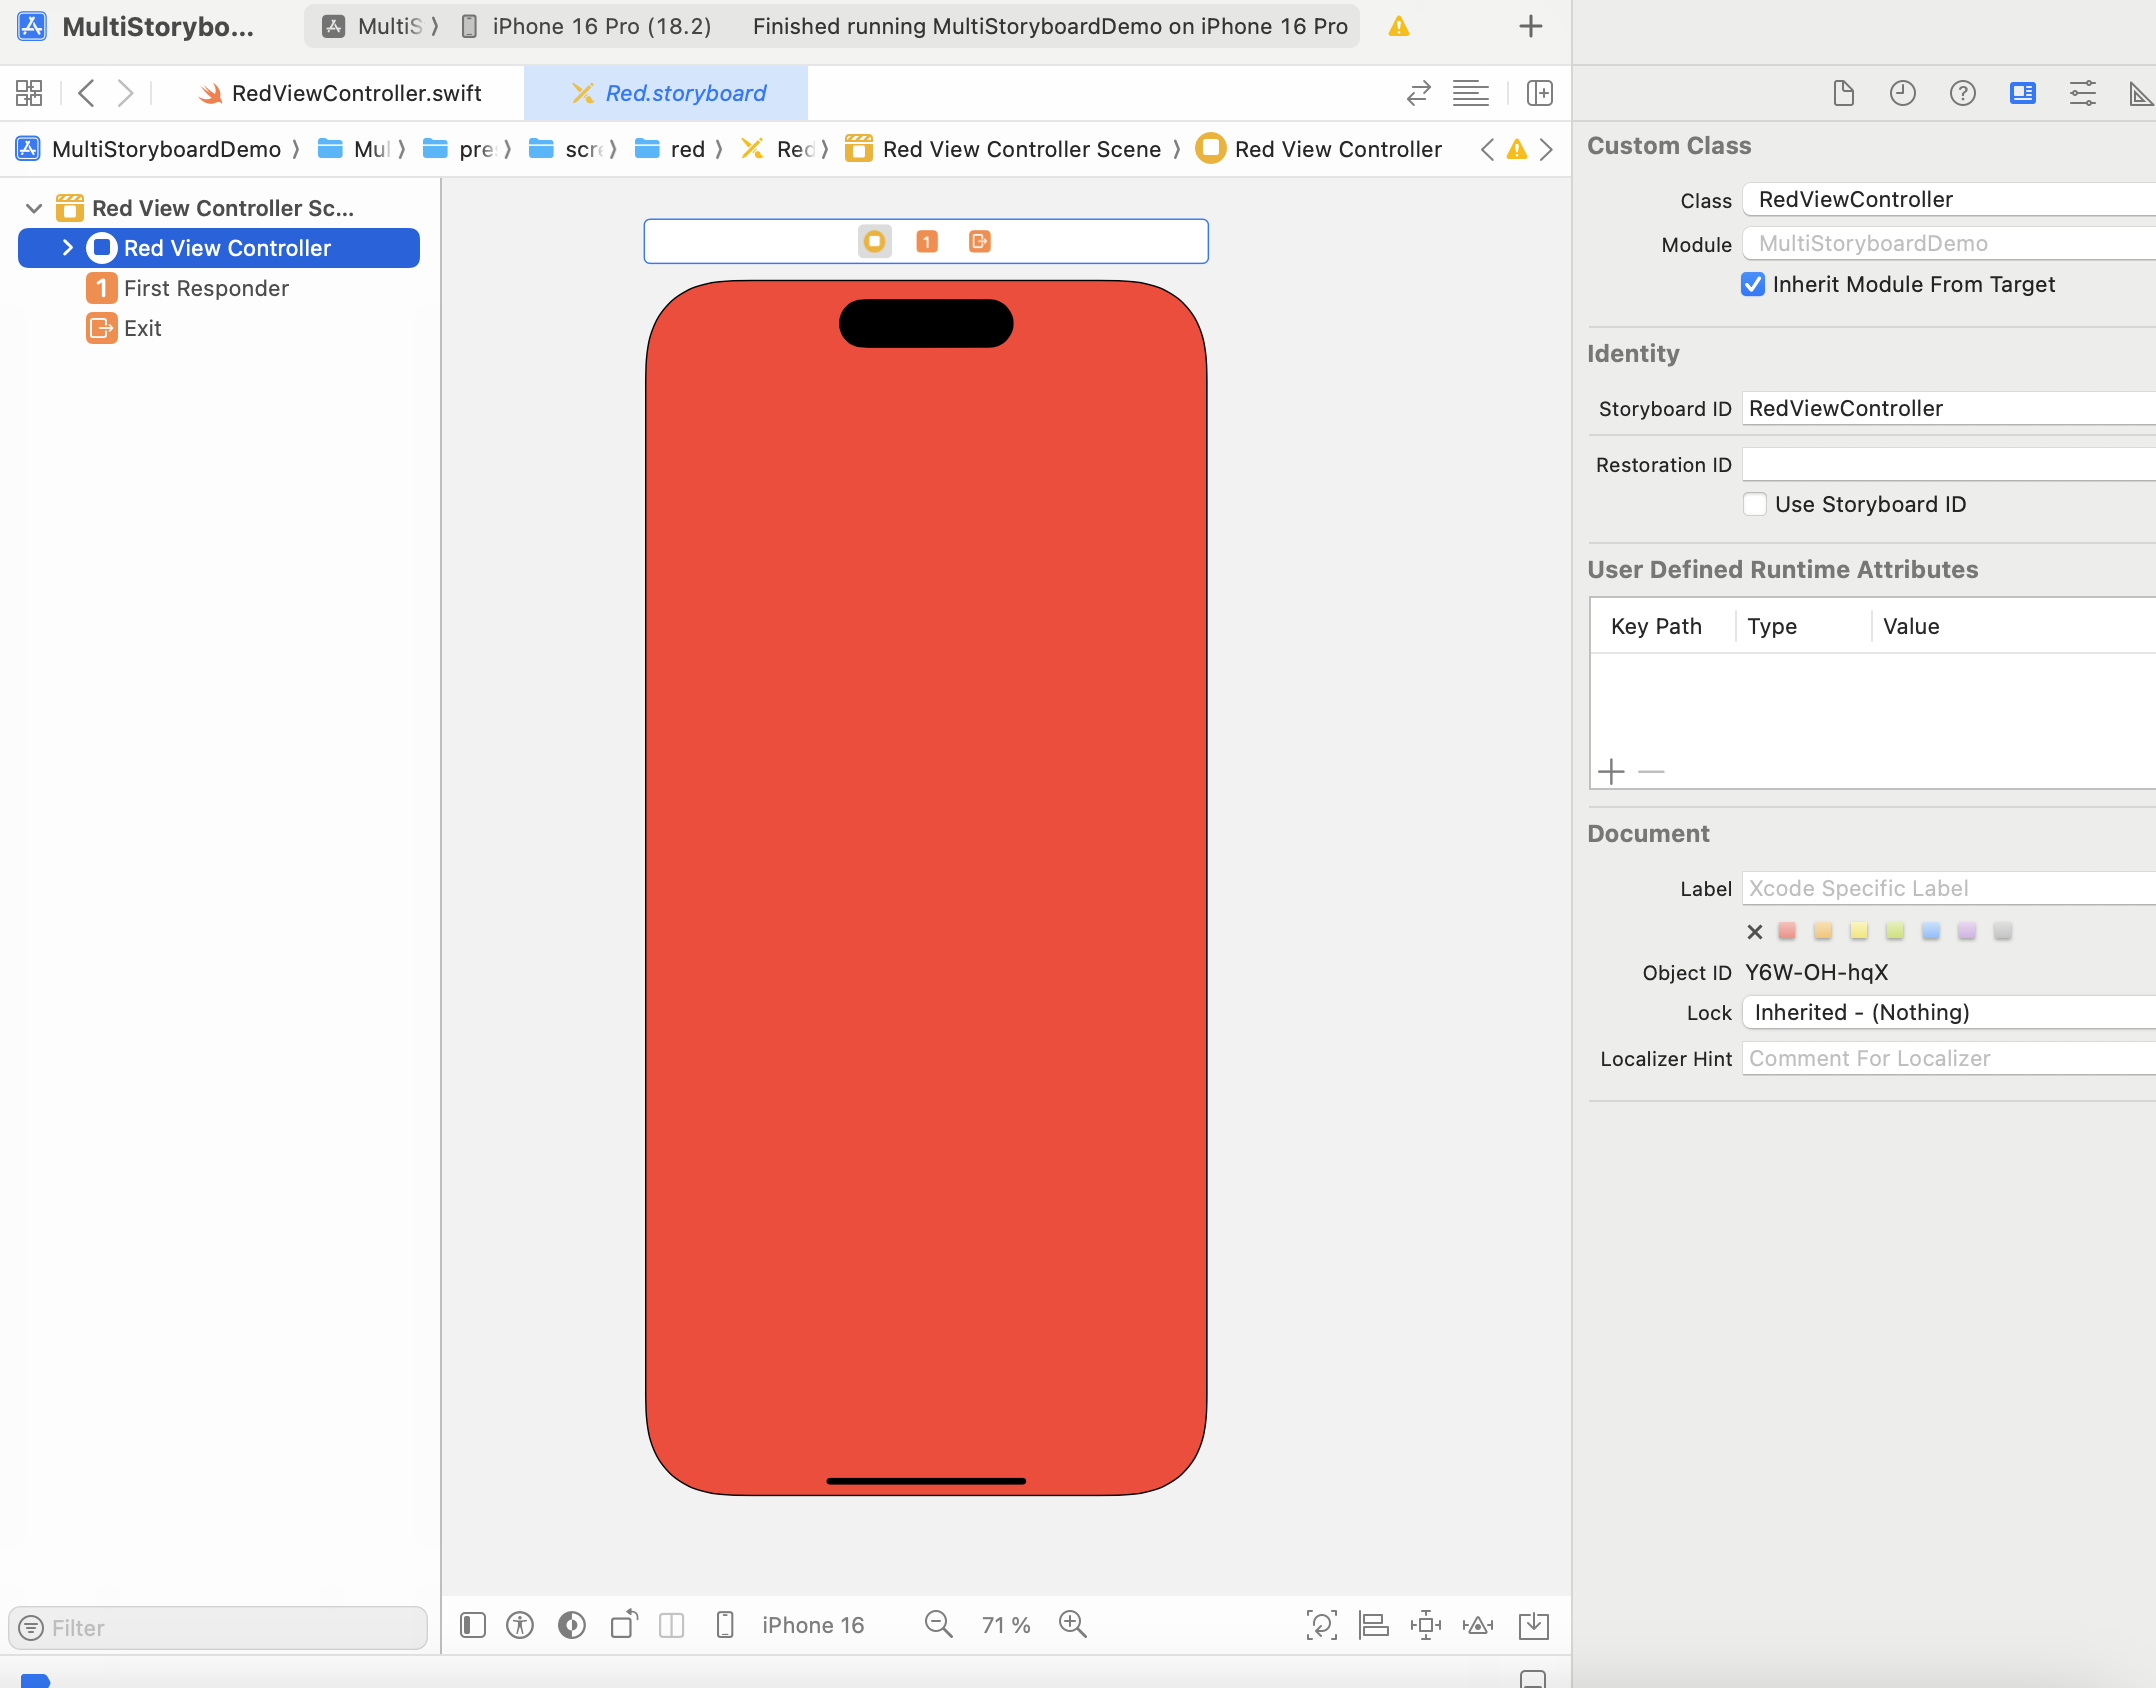 MultiStorybo...
MultiS
iPhone 16 Pro (18.2)
Finished running MultiStoryboardDemo on iPhone 16 Pro
RedViewController.swift
Red.storyboard
MultiStoryboardDemo
Mul
pre
scr
red
Red
Red View Controller Scene
Red View Controller
Red View Controller Sc...
Red View Controller
1 First Responder
Exit
1
Custom Class
Class RedViewController
Module MultiStoryboardDemo
Inherit Module From Target
Identity
Storyboard ID RedViewController
Restoration ID
Use Storyboard ID
User Defined Runtime Attributes
Key Path Type Value
Document
Label Xcode Specific Label
Object ID Y6W-OH-hqX
Lock Inherited - (Nothing)
Localizer Hint Comment For Localizer
Filter
iPhone 16
71 %